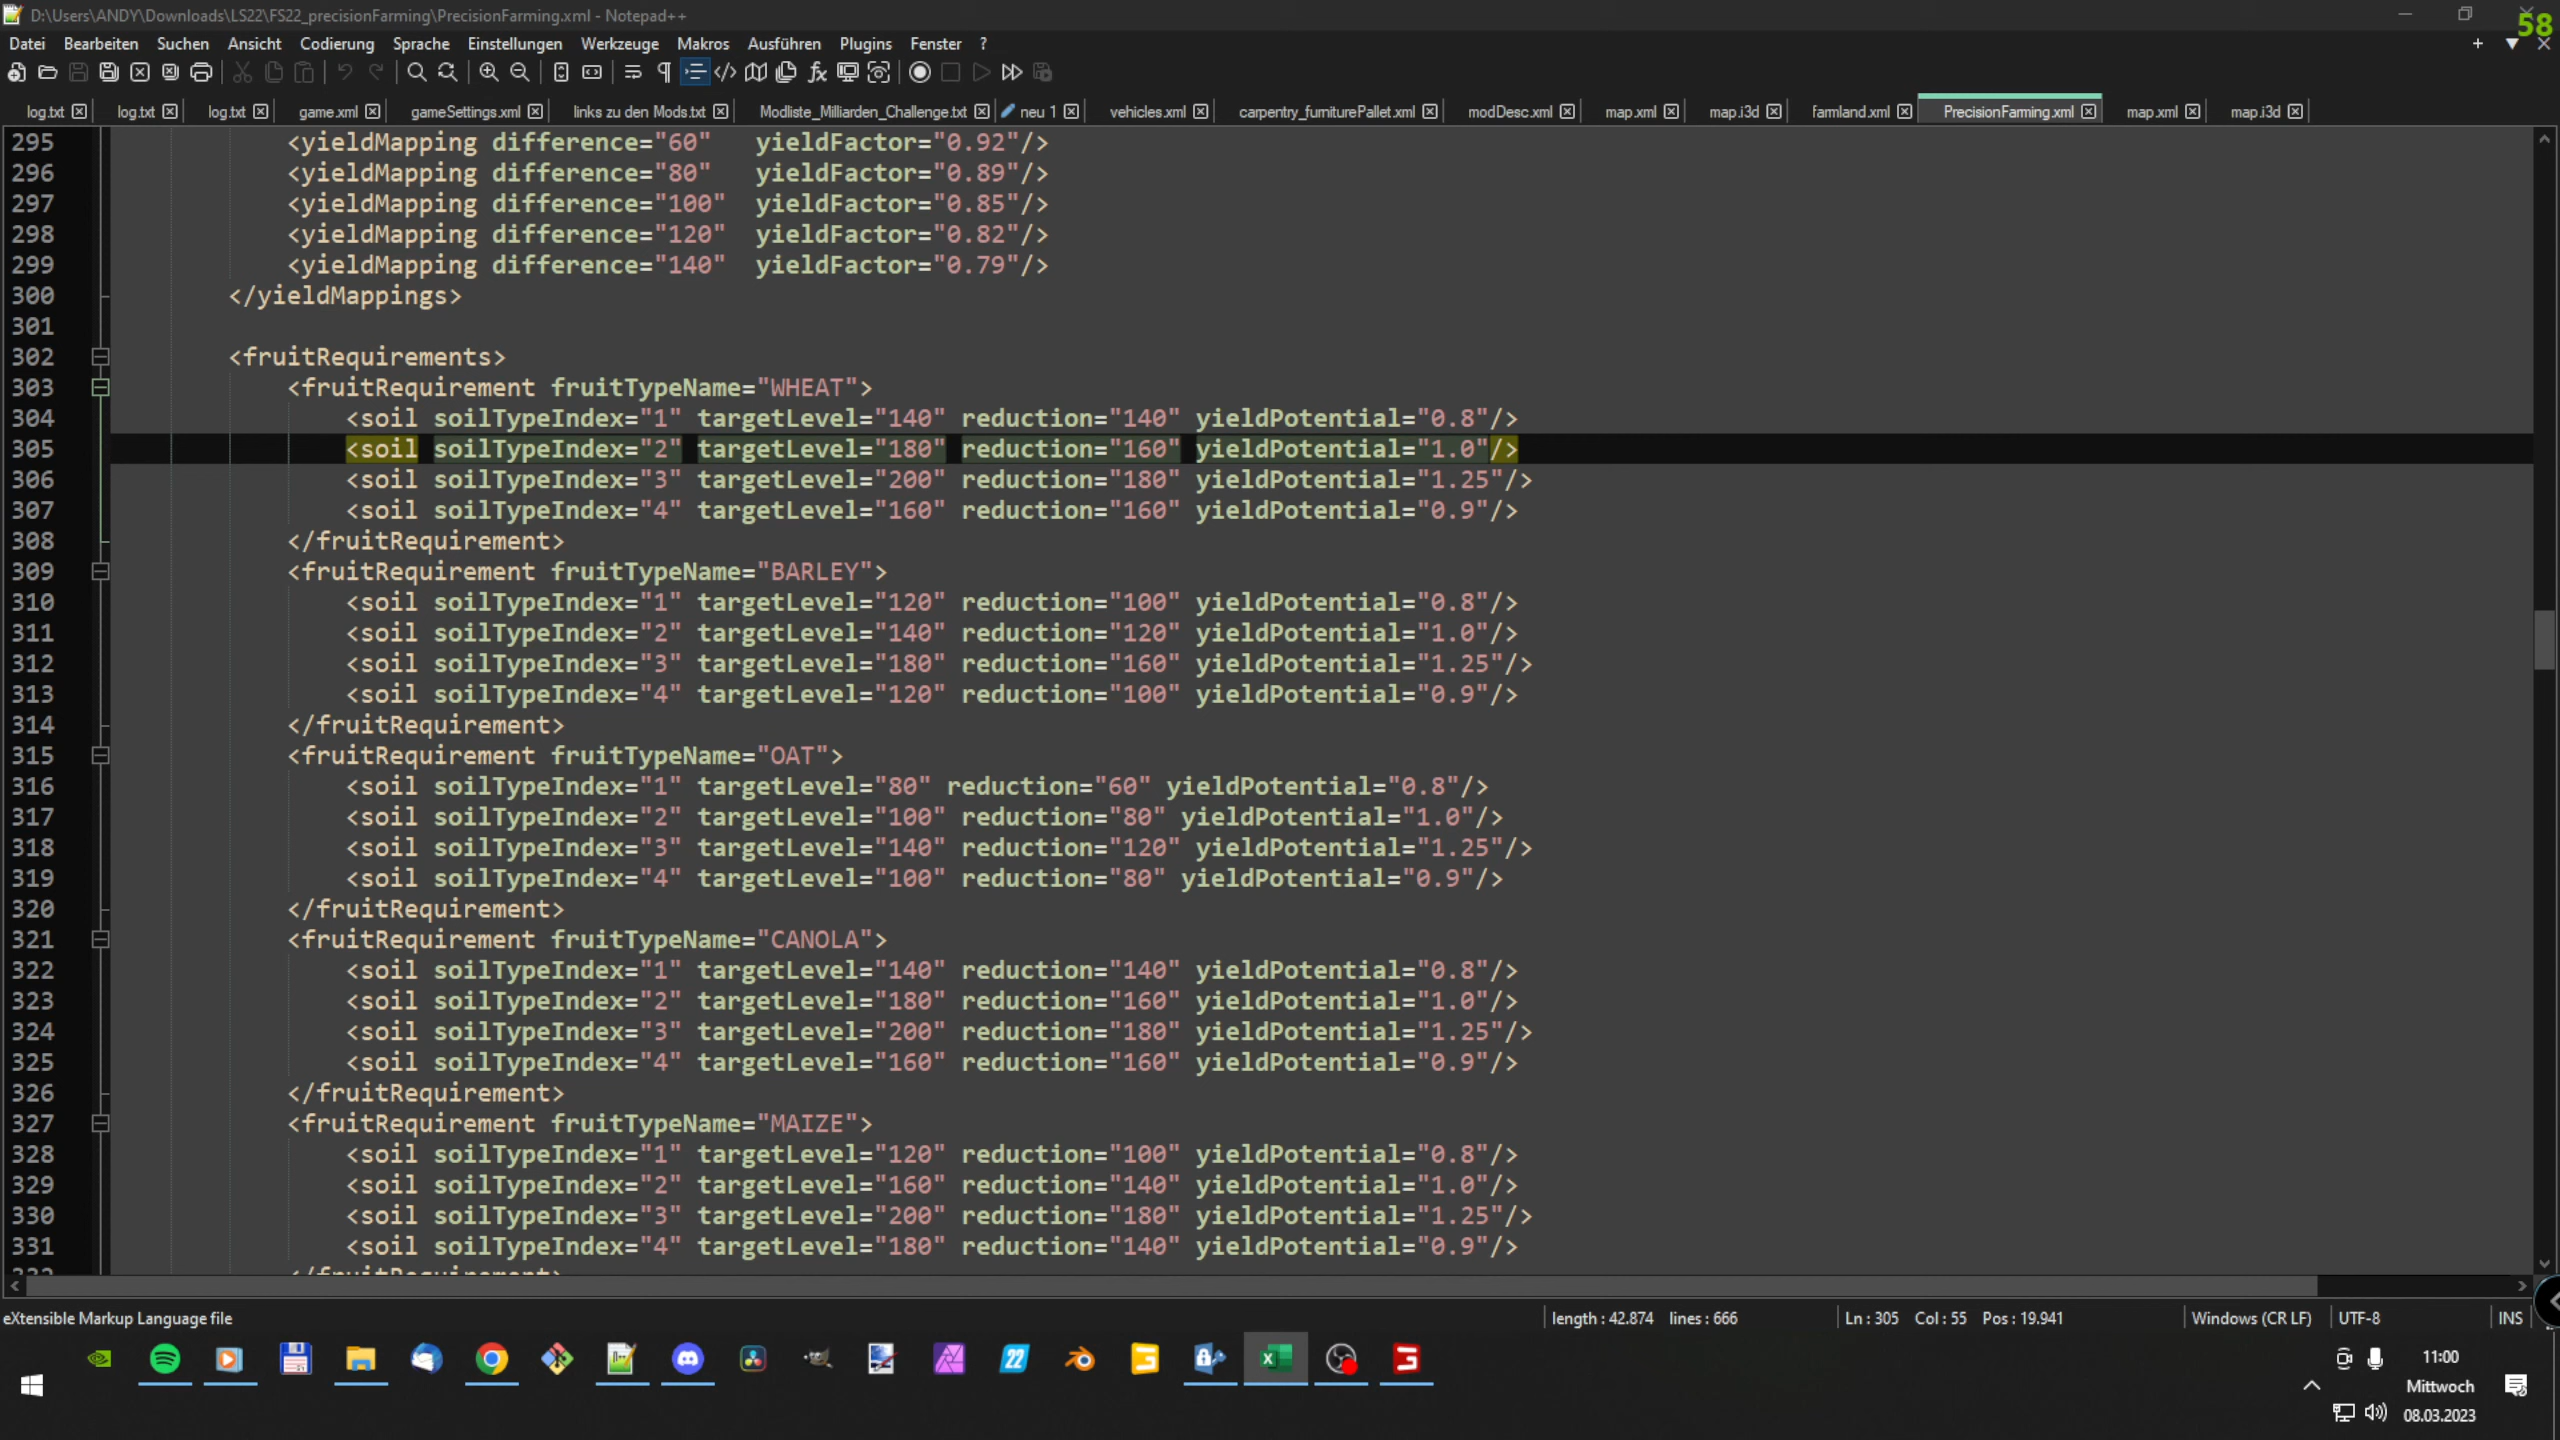 D:\Users\ANDY\Downloads\LS22\FS22_precisionFarming\PrecisionFarming.xml - Notepad++
58
Datei Bearbeiten Suchen Ansicht Codierung Sprache Einstellungen Werkzeuge Makros Ausführen Plugins Fenster ?
log.txt log.txt log.txt game.xml gameSettings.xml links zu den Mods.txt Modliste_Milliarden_Challenge.txt neu 1 vehicles.xml carpentry_furniturePallet.xml modDesc.xml map.xml map.i3d farmland.xml PrecisionFarming.xml map.xml map.i3d
295 <yieldMapping difference="60" yieldFactor="0.92"/>
296 <yieldMapping difference="80" yieldFactor="0.89"/>
297 <yieldMapping difference="100" yieldFactor="0.85"/>
298 <yieldMapping difference="120" yieldFactor="0.82"/>
299 <yieldMapping difference="140" yieldFactor="0.79"/>
300 </yieldMappings>
301
302 <fruitRequirements>
303 <fruitRequirement fruitTypeName="WHEAT">
304 <soil soilTypeIndex="1" targetLevel="140" reduction="140" yieldPotential="0.8"/>
305 <soil soilTypeIndex="2" targetLevel="180" reduction="160" yieldPotential="1.0"/>
306 <soil soilTypeIndex="3" targetLevel="200" reduction="180" yieldPotential="1.25"/>
307 <soil soilTypeIndex="4" targetLevel="160" reduction="160" yieldPotential="0.9"/>
308 </fruitRequirement>
309 <fruitRequirement fruitTypeName="BARLEY">
310 <soil soilTypeIndex="1" targetLevel="120" reduction="100" yieldPotential="0.8"/>
311 <soil soilTypeIndex="2" targetLevel="140" reduction="120" yieldPotential="1.0"/>
312 <soil soilTypeIndex="3" targetLevel="180" reduction="160" yieldPotential="1.25"/>
313 <soil soilTypeIndex="4" targetLevel="120" reduction="100" yieldPotential="0.9"/>
314 </fruitRequirement>
315 <fruitRequirement fruitTypeName="OAT">
316 <soil soilTypeIndex="1" targetLevel="80" reduction="60" yieldPotential="0.8"/>
317 <soil soilTypeIndex="2" targetLevel="100" reduction="80" yieldPotential="1.0"/>
318 <soil soilTypeIndex="3" targetLevel="140" reduction="120" yieldPotential="1.25"/>
319 <soil soilTypeIndex="4" targetLevel="100" reduction="80" yieldPotential="0.9"/>
320 </fruitRequirement>
321 <fruitRequirement fruitTypeName="CANOLA">
322 <soil soilTypeIndex="1" targetLevel="140" reduction="140" yieldPotential="0.8"/>
323 <soil soilTypeIndex="2" targetLevel="180" reduction="160" yieldPotential="1.0"/>
324 <soil soilTypeIndex="3" targetLevel="200" reduction="180" yieldPotential="1.25"/>
325 <soil soilTypeIndex="4" targetLevel="160" reduction="160" yieldPotential="0.9"/>
326 </fruitRequirement>
327 <fruitRequirement fruitTypeName="MAIZE">
328 <soil soilTypeIndex="1" targetLevel="120" reduction="100" yieldPotential="0.8"/>
329 <soil soilTypeIndex="2" targetLevel="160" reduction="140" yieldPotential="1.0"/>
330 <soil soilTypeIndex="3" targetLevel="200" reduction="180" yieldPotential="1.25"/>
331 <soil soilTypeIndex="4" targetLevel="180" reduction="140" yieldPotential="0.9"/>
332 </fruitRequirement>
eXtensible Markup Language file length : 42.874 lines : 666 Ln : 305 Col : 55 Pos : 19.941 Windows (CR LF) UTF-8 INS
22
11:00
Mittwoch
08.03.2023